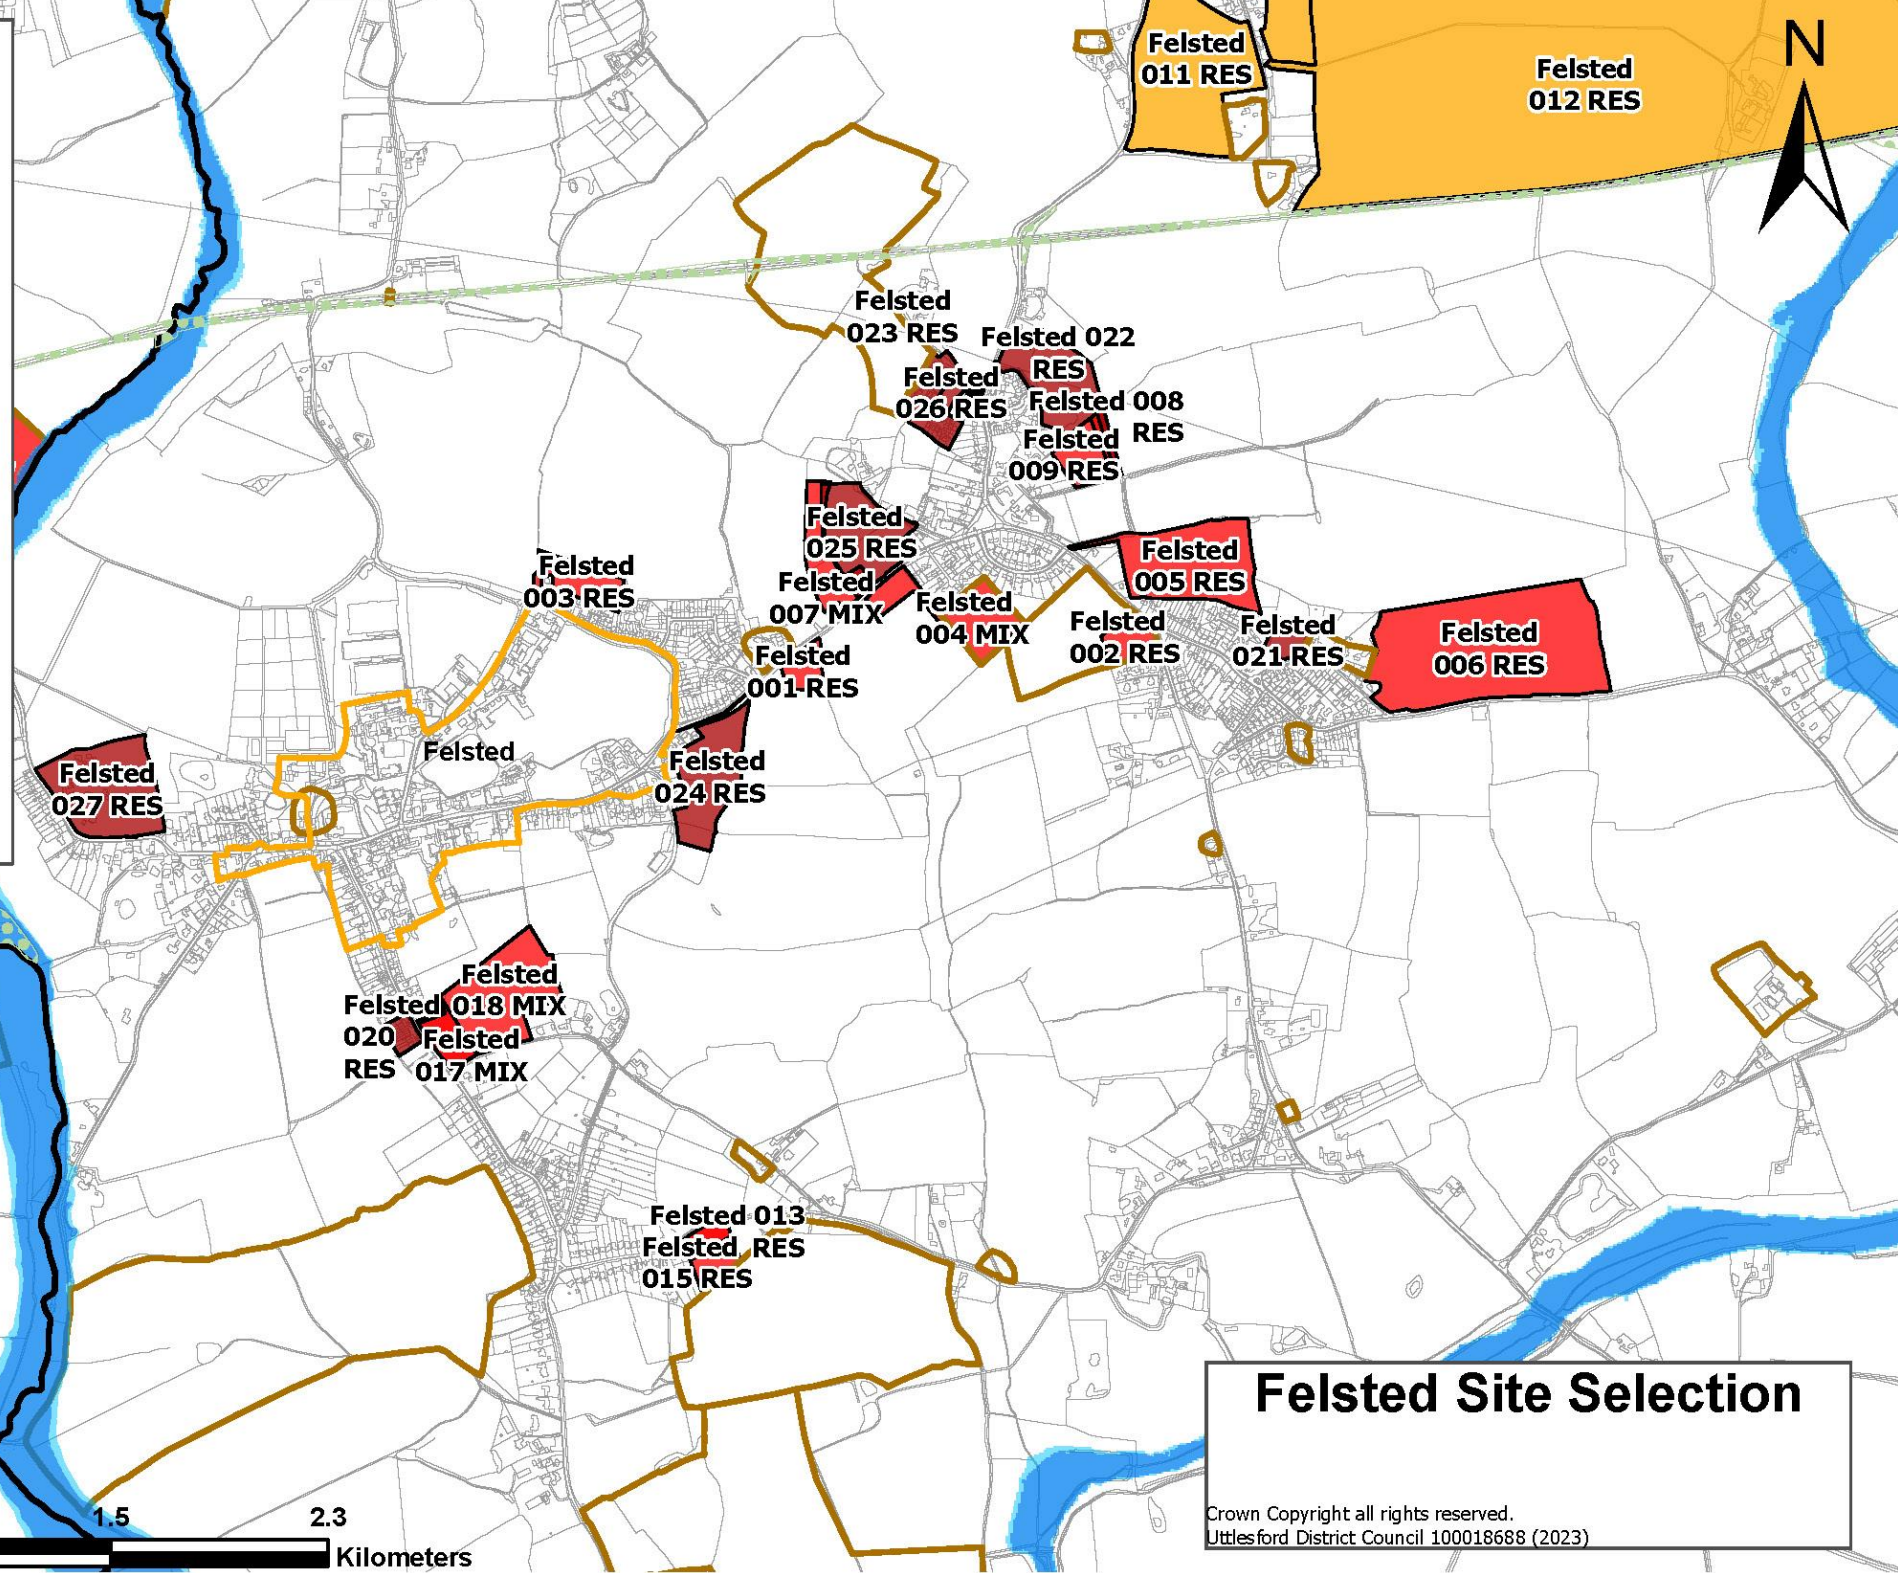 Felsted
011 RES
Felsted
012 RES
N
Felsted
023 RES
Felsted 022
RES
Felsted
026 RES
Felsted 008
RES
Felsted
009 RES
Felsted
025 RES
Felsted
005 RES
Felsted
003 RES
Felsted
007 MIX
Felsted
004 MIX
Felsted
002 RES
Felsted
021 RES
Felsted
006 RES
Felsted
001 RES
Felsted
Felsted
024 RES
Felsted
027 RES
Felsted
018 MIX
Felsted
020
RES
Felsted
017 MIX
Felsted 013
RES
Felsted
015 RES
Felsted Site Selection
Crown Copyright all rights reserved.
Uttlesford District Council 100018688 (2023)
1.5
2.3
Kilometers